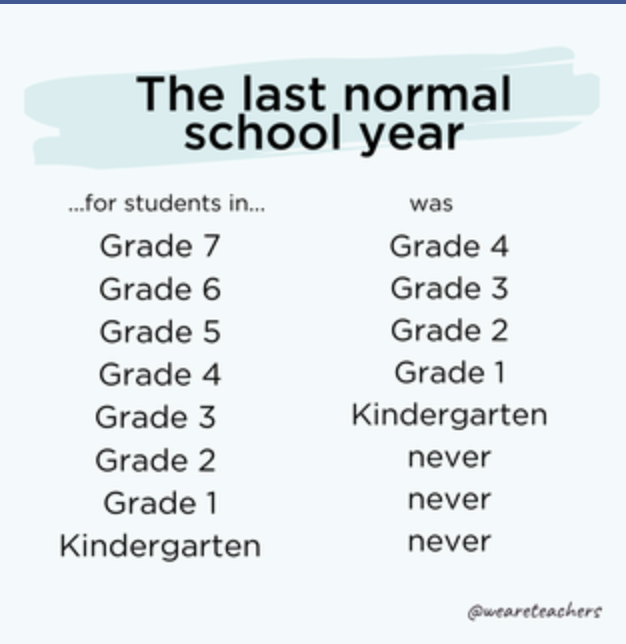 The last normal
school year
...for students in... was
Grade 7 Grade 4
Grade 6 Grade 3
Grade 5 Grade 2
Grade 4 Grade 1
Grade 3 Kindergarten
Grade 2 never
Grade 1 never
Kindergarten never
@weareteachers